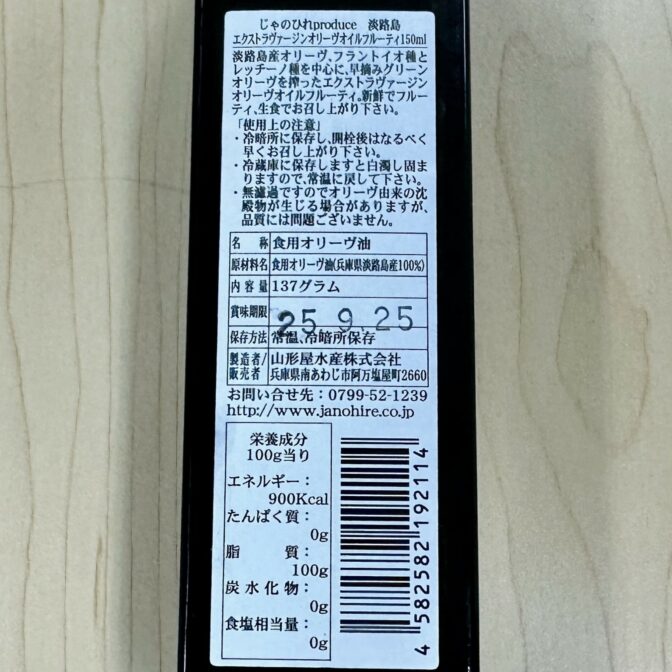 じゃのひれproduce 淡路島
エクストラヴァージンオリーヴオイルフルーティ150ml
淡路島産オリーヴ、フラントイオ種と
レッチーノ種を中心に、早摘みグリーン
オリーヴを搾ったエクストラヴァージン
オリーヴオイルフルーティ。新鮮でフルー
ティ、生食でお召し上がり下さい。
「使用上の注意」
・冷暗所に保存し、開栓後はなるべく
早くお召し上がり下さい。
・冷蔵庫に保存しますと白濁し固ま
りますので、常温に戻して下さい。
・無濾過ですのでオリーヴ由来の沈
殿物が生じる場合がありますが、
品質には問題ございません。
名 称 食用オリーヴ油
原材料名 食用オリーヴ油(兵庫県淡路島産100%)
内 容 量 137グラム
賞味期限 25 9.25
保存方法 常温、冷暗所保存
製造者/ 山形屋水産株式会社
販売者 兵庫県南あわじ市阿万塩屋町2660
お問い合せ先：0799-52-1239
http://www.janohire.co.jp
栄養成分
100g当り
エネルギー：
900Kcal
たんぱく質：
0g
脂 質：
100g
炭水化物：
0g
食塩相当量：
0g
4 582582 192114